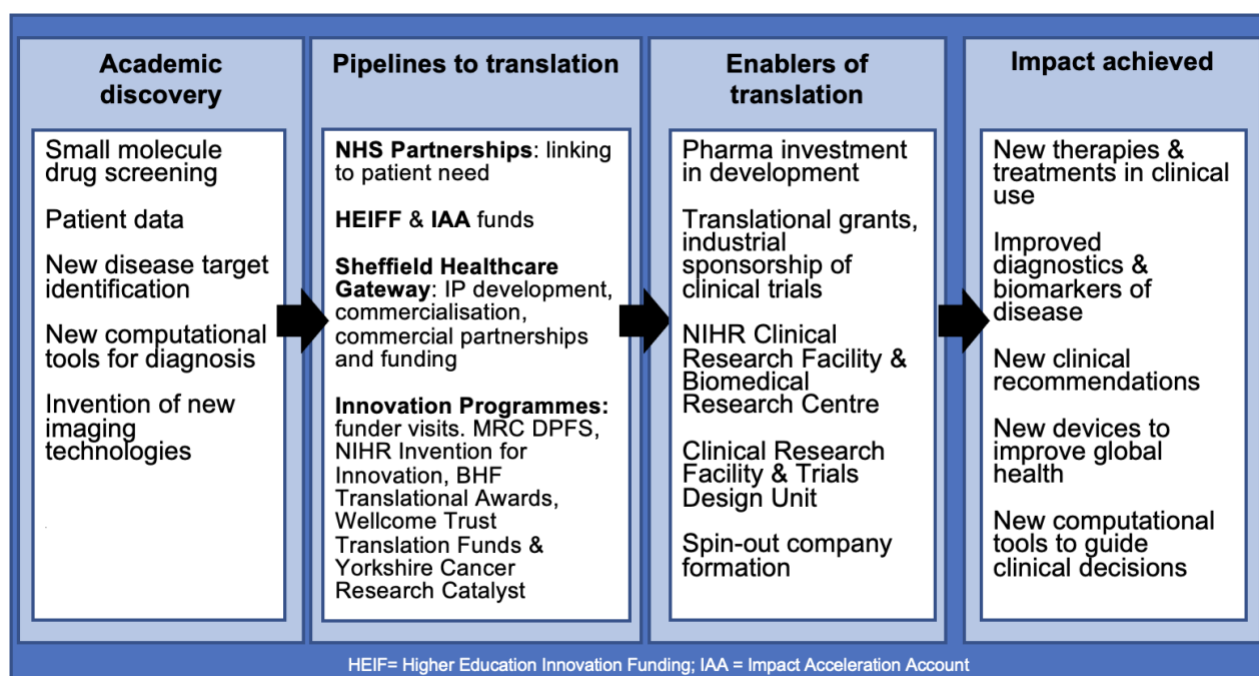 Academic
discovery
Small molecule
drug screening
Patient data
New disease target
identification
New computational
tools for diagnosis
Invention of new
imaging
technologies
Pipelines to translation
NHS Partnerships: linking
to patient need
HEIFF & IAA funds
Sheffield Healthcare
Gateway: IP development,
commercialisation,
commercial partnerships
and funding
Innovation Programmes:
funder visits. MRC DPFS,
NIHR Invention for
Innovation, BHF
Translational Awards,
Wellcome Trust
Translation Funds &
Yorkshire Cancer
Research Catalyst
Enablers of
translation
Pharma investment
in development
Translational grants,
industrial
sponsorship of
clinical trials
NIHR Clinical
Research Facility &
Biomedical
Research Centre
Clinical Research
Facility & Trials
Design Unit
Spin-out company
formation
Impact achieved
New therapies &
treatments in clinical
use
Improved
diagnostics &
biomarkers of
disease
New clinical
recommendations
New devices to
improve global
health
New computational
tools to guide
clinical decisions
HEIF= Higher Education Innovation Funding; IAA = Impact Acceleration Account